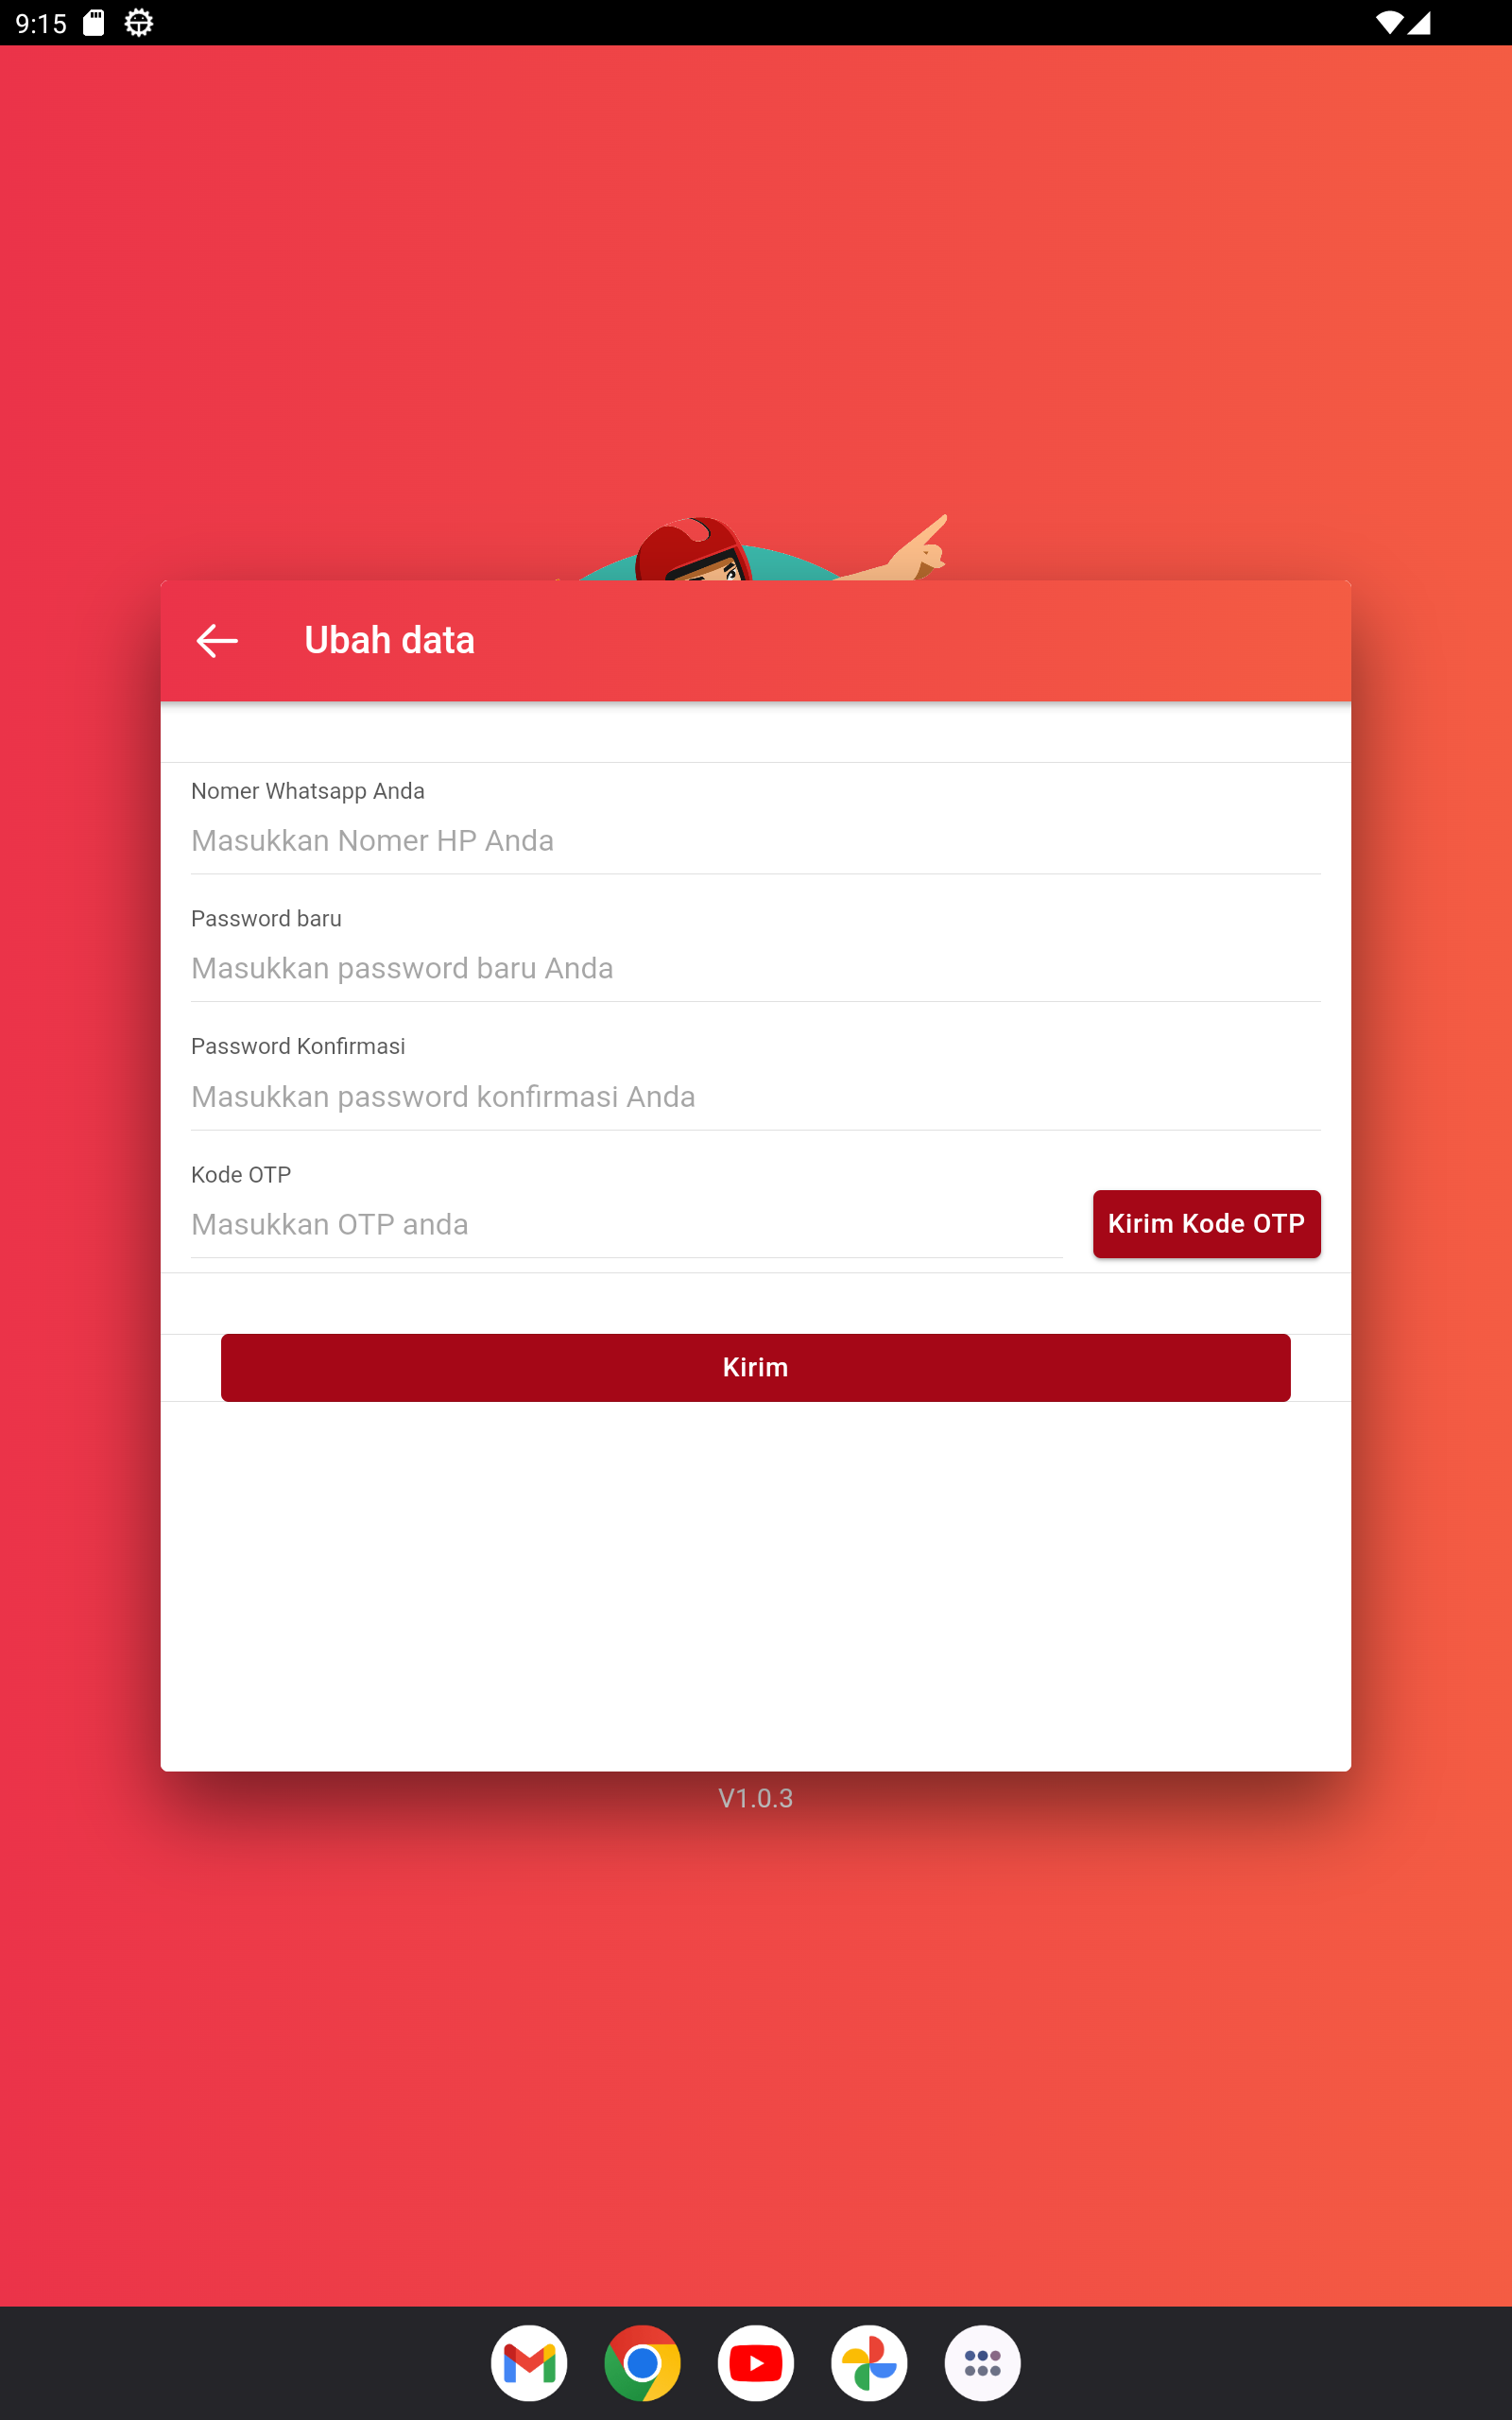 9:15
Ubah data
Nomer Whatsapp Anda
Masukkan Nomer HP Anda
Password baru
Masukkan password baru Anda
Password Konfirmasi
Masukkan password konfirmasi Anda
Kode OTP
Masukkan OTP anda
Kirim Kode OTP
Kirim
V1.0.3